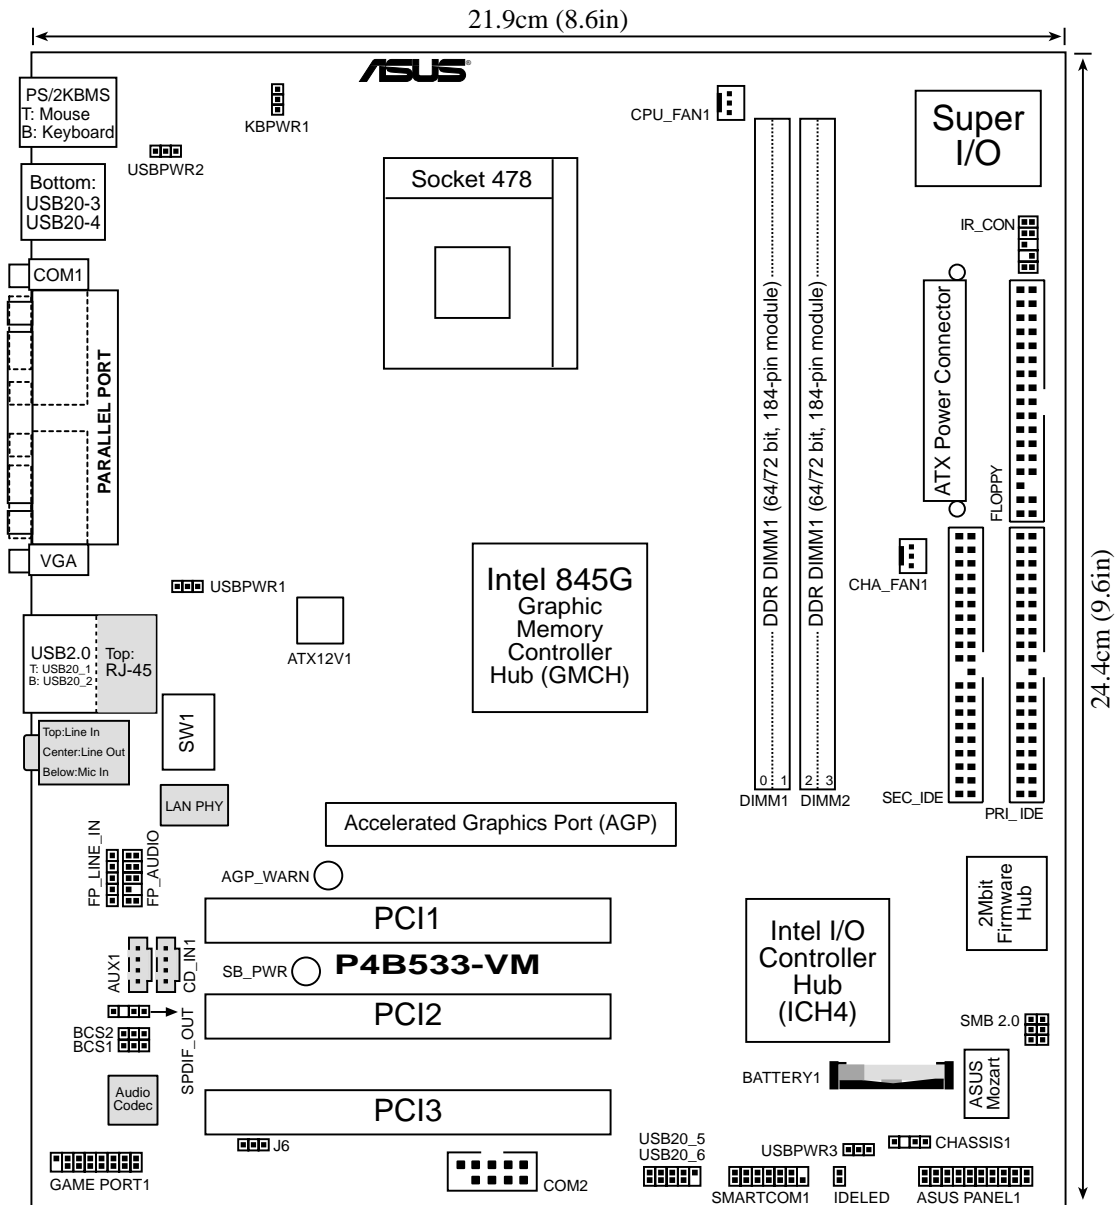 21.9cm (8.6in)
ASUS®
PS/2KBMS
T: Mouse
B: Keyboard
KBPWR1
CPU_FAN1
Super
I/O
USBPWR2
Socket 478
Bottom:
USB20-3
USB20-4
IR_CON
COM1
PARALLEL PORT
DDR DIMM1 (64/72 bit, 184-pin module)
DDR DIMM1 (64/72 bit, 184-pin module)
ATX Power Connector
FLOPPY
VGA
USBPWR1
Intel 845G
Graphic
Memory
Controller
Hub (GMCH)
CHA_FAN1
24.4cm (9.6in)
ATX12V1
USB2.0
T: USB20_1
B: USB20_2
Top:
RJ-45
SW1
Top:Line In
Center:Line Out
Below:Mic In
0 1
2 3
DIMM1
DIMM2
SEC_IDE
PRI_IDE
LAN PHY
Accelerated Graphics Port (AGP)
FP_LINE_IN
FP_AUDIO
AGP_WARN
2Mbit
Firmware
Hub
PCI1
Intel I/O
Controller
Hub
(ICH4)
AUX1
CD_IN1
SB_PWR
P4B533-VM
SPDIF_OUT
PCI2
SMB 2.0
BCS2
BCS1
BATTERY1
ASUS
Mozart
Audio
Codec
PCI3
J6
USB20_5
USB20_6
USBPWR3
CHASSIS1
GAME PORT1
COM2
SMARTCOM1
IDELED
ASUS PANEL1